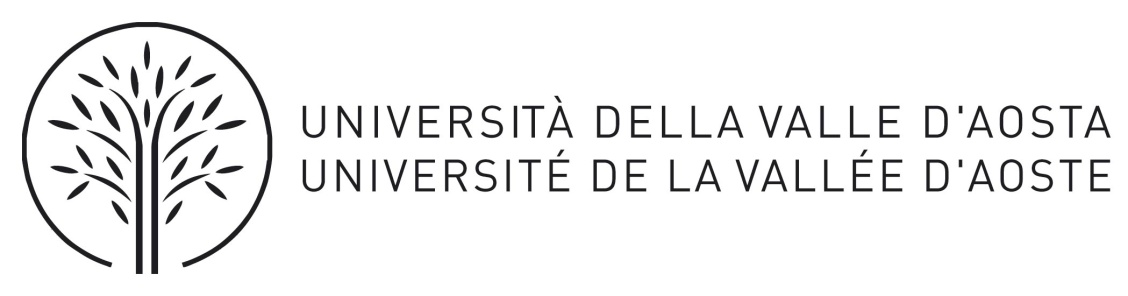 UNIVERSITÀ DELLA VALLE D'AOSTA
UNIVERSITÉ DE LA VALLÉE D'AOSTE